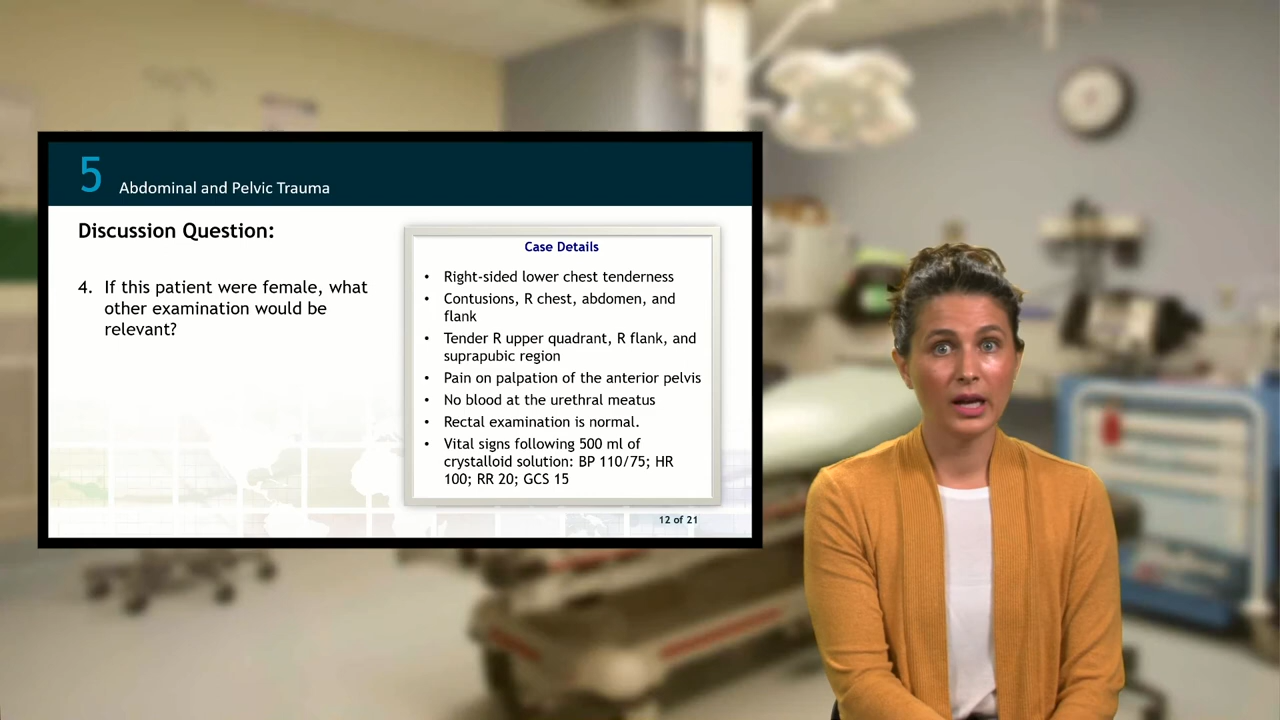 5 Abdominal and Pelvic Trauma
Discussion Question:
4. If this patient were female, what
other examination would be
relevant?
Case Details
• Right-sided lower chest tenderness
• Contusions, R chest, abdomen, and
flank
• Tender R upper quadrant, R flank, and
suprapubic region
• Pain on palpation of the anterior pelvis
• No blood at the urethral meatus
• Rectal examination is normal.
• Vital signs following 500 ml of
crystalloid solution: BP 110/75; HR
100; RR 20; GCS 15
12 of 21